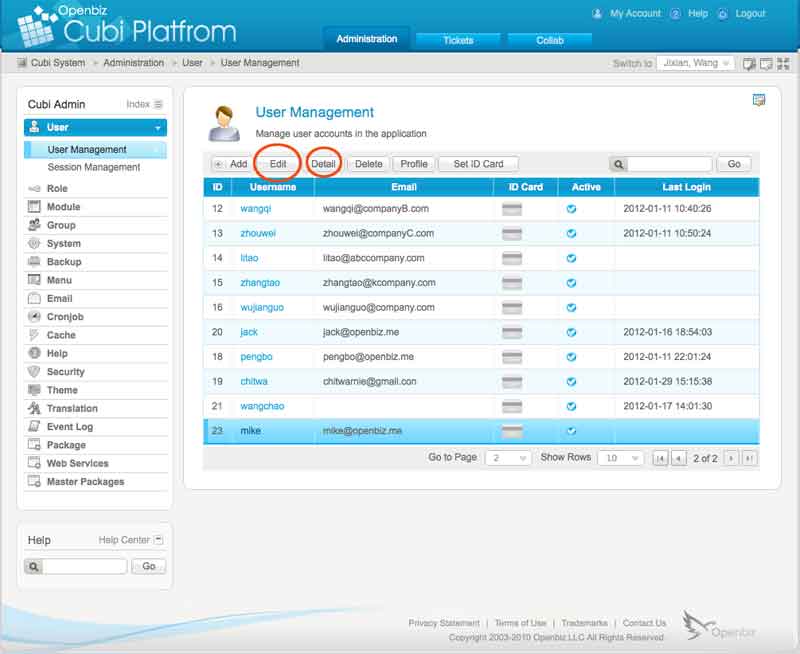 Openbiz
Cubi Platfrom
My Account Help Logout
Administration Tickets Collab
Cubi System > Administration > User > User Management
Switch to Jixian, Wang
Cubi Admin Index
User
User Management
Session Management
Role
Module
Group
System
Backup
Menu
Email
Cronjob
Cache
Help
Security
Theme
Translation
Event Log
Package
Web Services
Master Packages
Help Help Center
Go
User Management
Manage user accounts in the application
Add Edit Detail Delete Profile Set ID Card Go
ID Username Email ID Card Active Last Login
12 wangqi wangqi@companyB.com 2012-01-11 10:40:26
13 zhouwei zhouwei@companyC.com 2012-01-11 10:50:24
14 litao litao@abccompany.com
15 zhangtao zhangtao@kcompany.com
16 wujianguo wujianguo@company.com
20 jack jack@openbiz.me 2012-01-16 18:54:03
18 pengbo pengbo@openbiz.me 2012-01-11 22:01:24
19 chitwa chitwarnie@gmail.con 2012-01-29 15:15:38
21 wangchao 2012-01-17 14:01:30
23 mike mike@openbiz.me
Go to Page 2 Show Rows 10 2 of 2
Privacy Statement | Terms of Use | Trademarks | Contact Us
Copyright 2003-2010 Openbiz LLC All Rights Reserved.
Openbiz